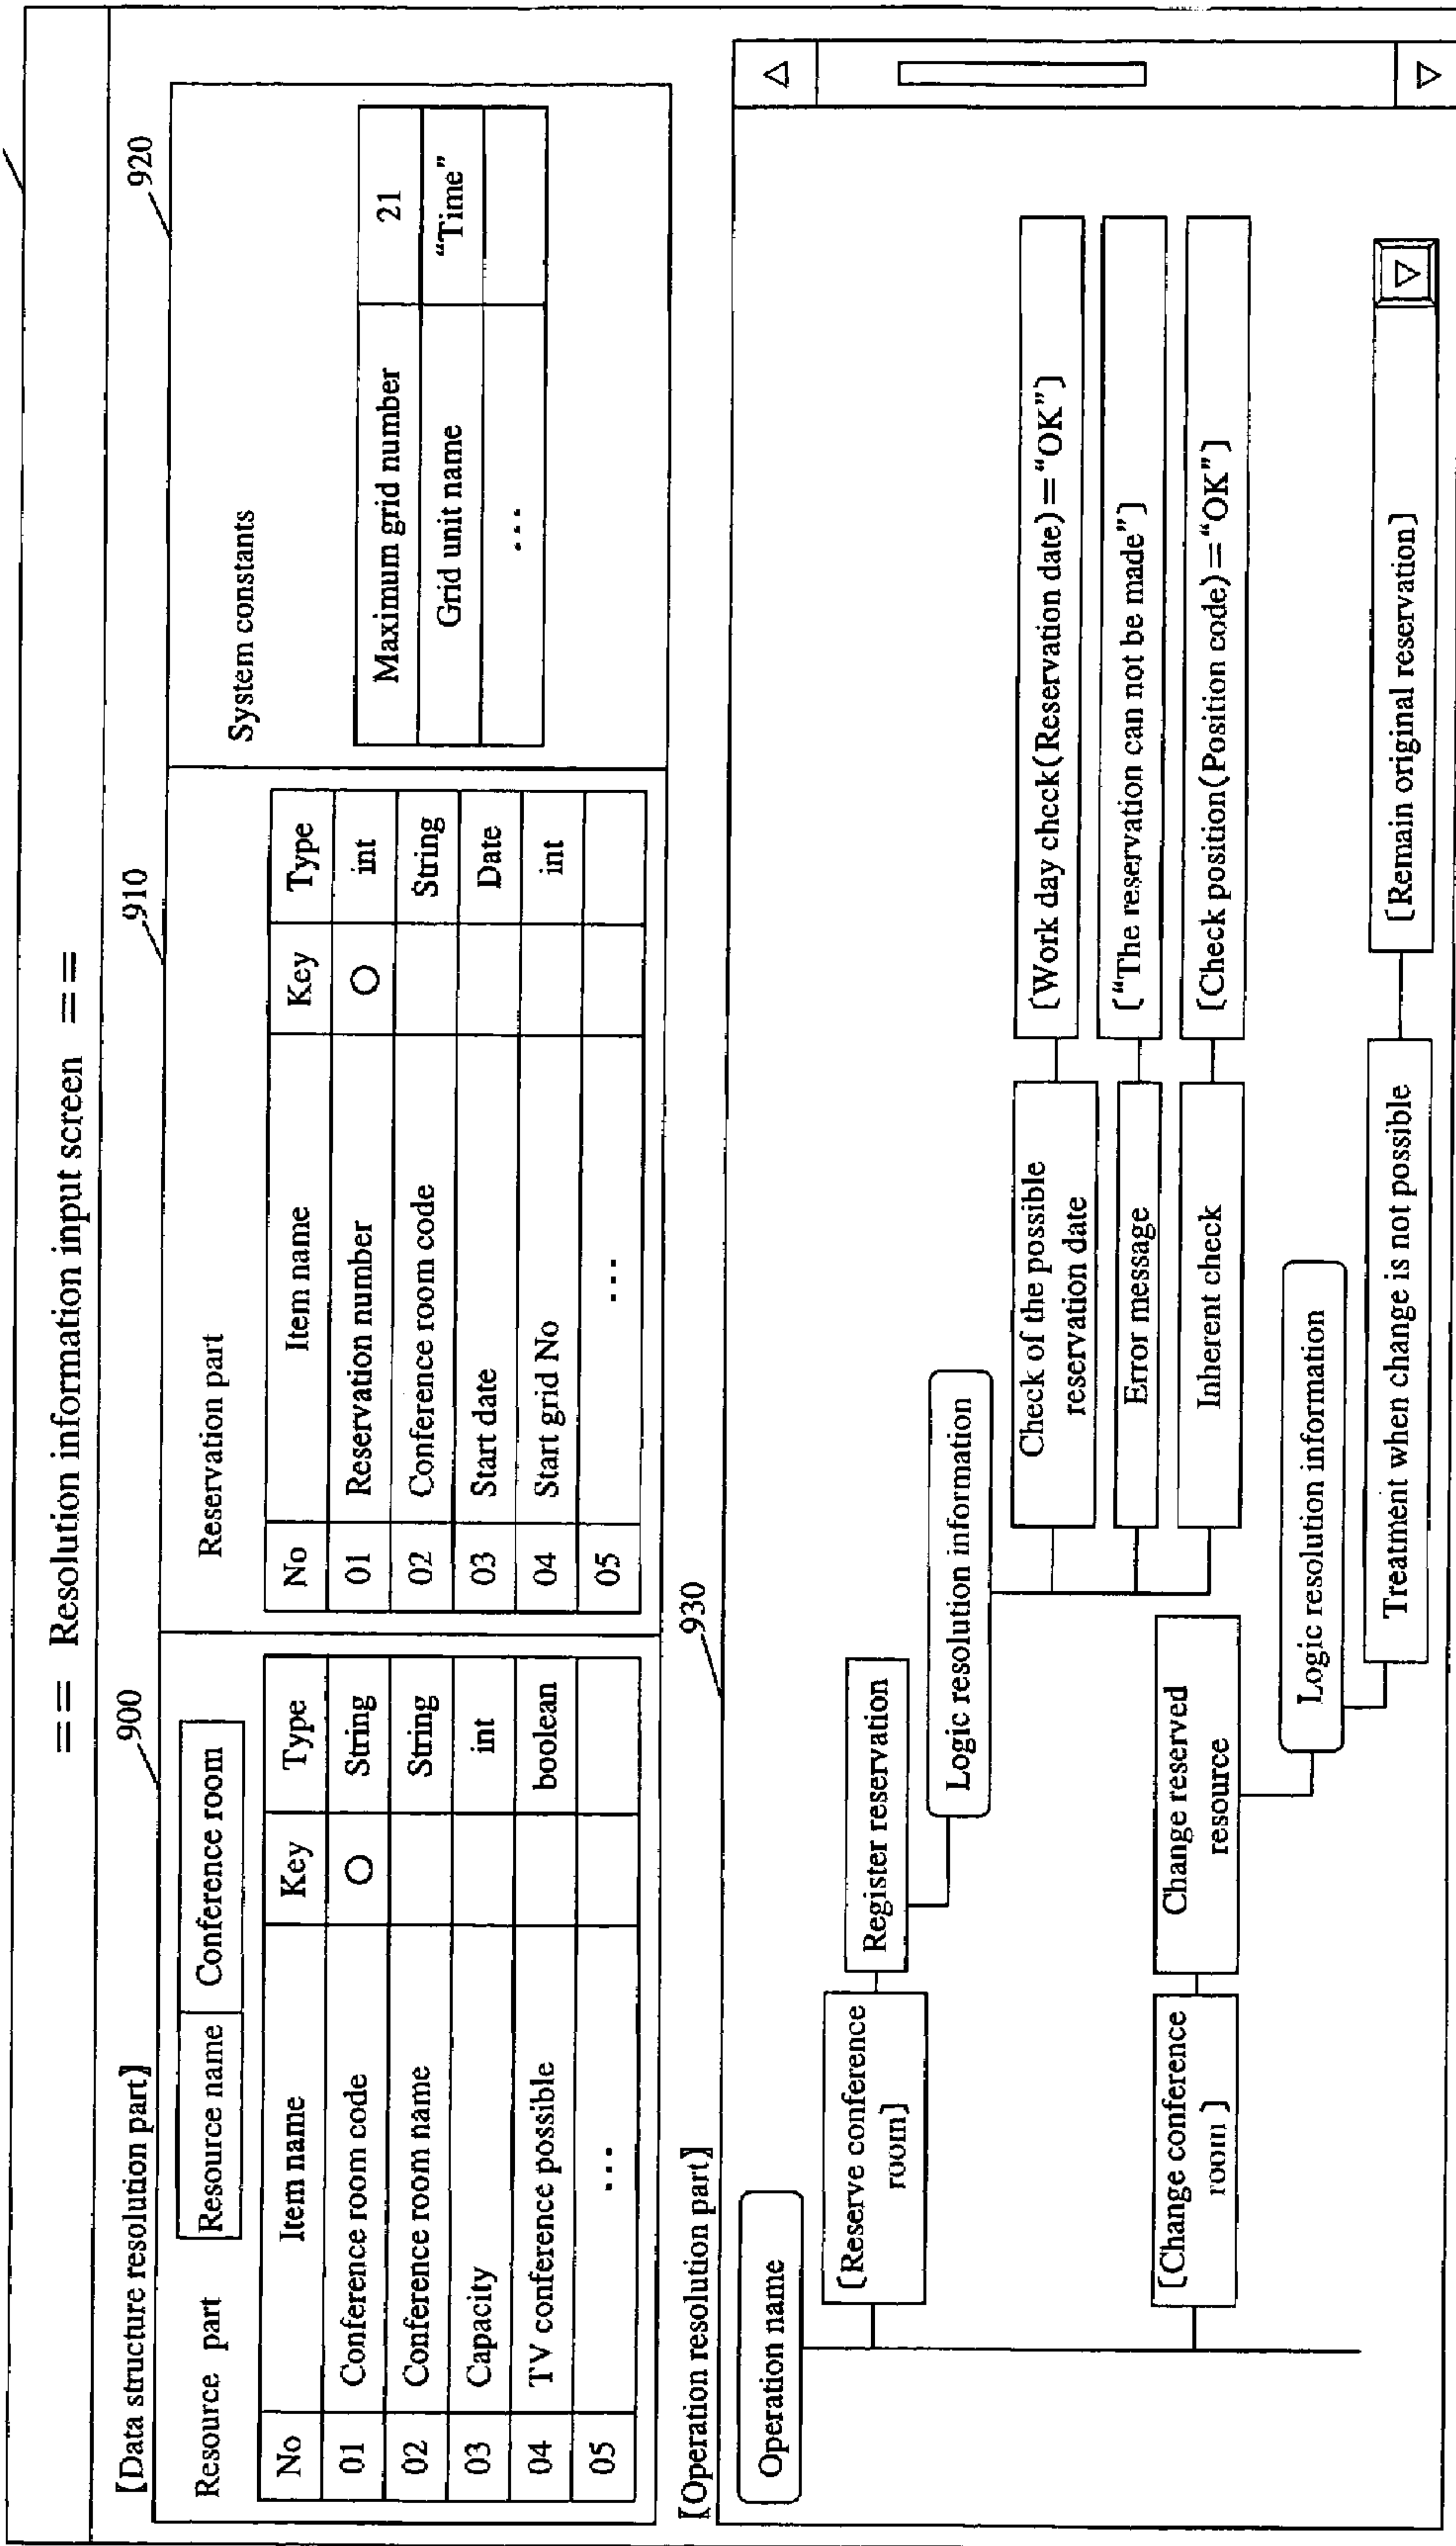 == Resolution information input screen ==
[Data structure resolution part]
900
910
920
Resource part
Resource name Conference room
No Item name Key Type
01 Conference room code ○ String
02 Conference room name String
03 Capacity int
04 TV conference possible boolean
05 ...
Reservation part
No Item name Key Type
01 Reservation number ○ int
02 Conference room code String
03 Start date Date
04 Start grid No int
05 ...
System constants
Maximum grid number 21
Grid unit name “Time”
...
[Operation resolution part]
930
Operation name
[Reserve conference
room]
Register reservation
Logic resolution information
Check of the possible
reservation date
[Work day check(Reservation date)=“OK”]
Error message
[“The reservation can not be made”]
Inherent check
[Check position(Position code)=“OK”]
[Change conference
room]
Change reserved
resource
Logic resolution information
Treatment when change is not possible
[Remain original reservation]